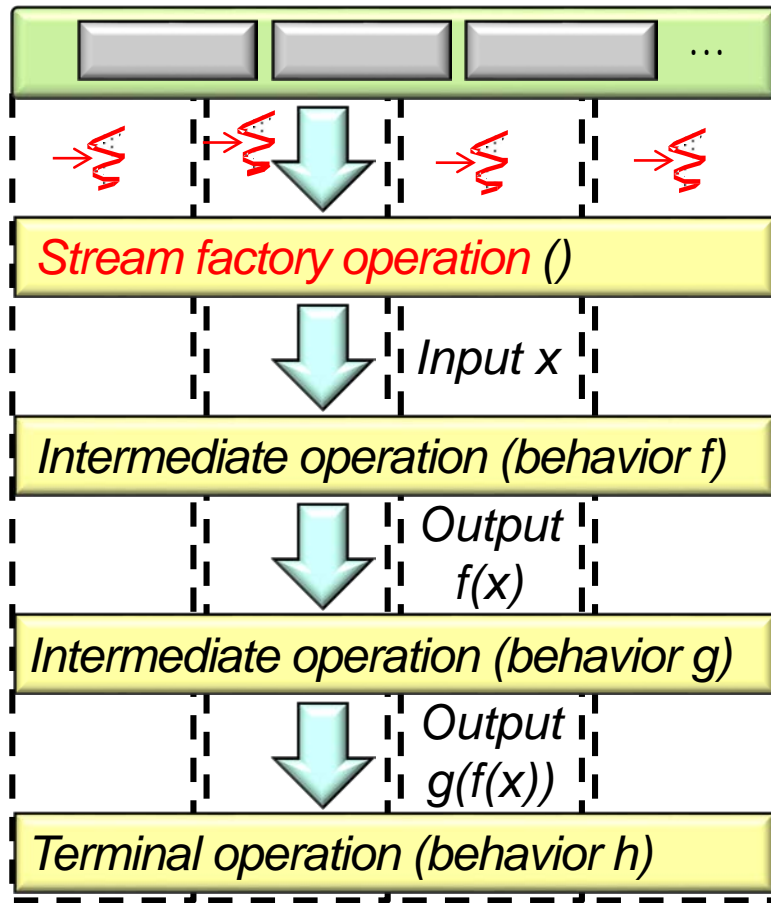 ...
Stream factory operation ()
Input x
Intermediate operation (behavior f)
Output
f(x)
Intermediate operation (behavior g)
Output
g(f(x))
Terminal operation (behavior h)